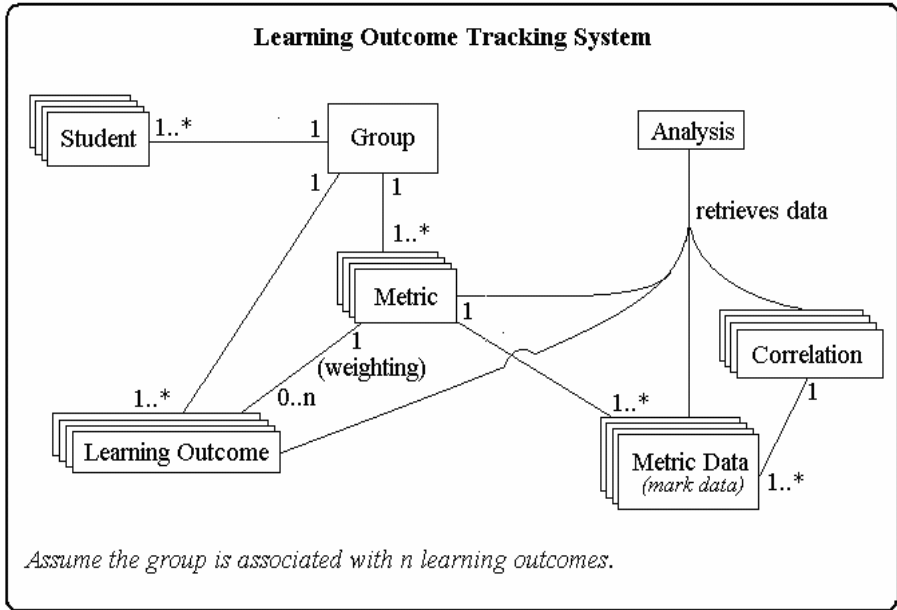 Learning Outcome Tracking System
Student
1..*
1
Group
Analysis
1
1
retrieves data
1..*
Metric
1
1
(weighting)
0..n
1..*
Learning Outcome
Correlation
1
1..*
Metric Data
(mark data)
1..*
Assume the group is associated with n learning outcomes.